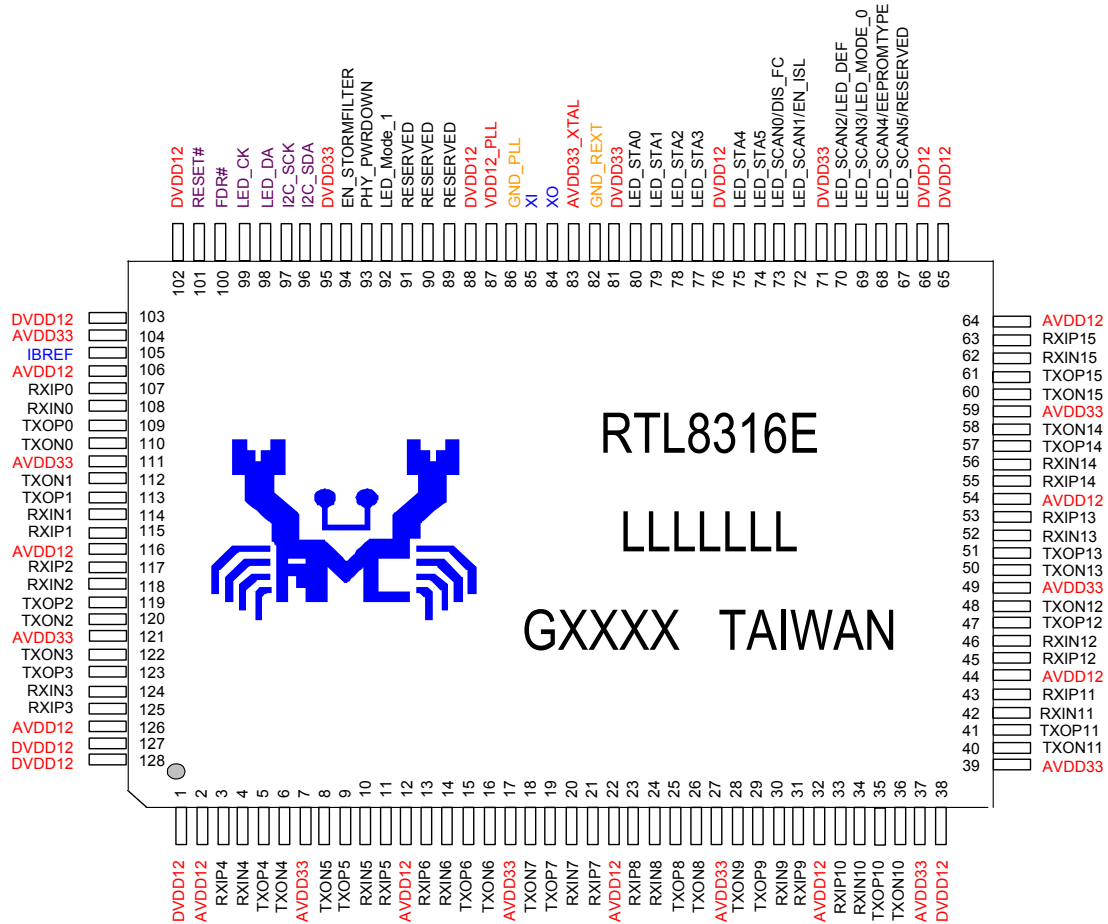 DVDD12
RESET#
FDR#
LED_CK
LED_DA
I2C_SCK
I2C_SDA
DVDD33
EN_STORMFILTER
PHY_PWRDOWN
LED_Mode_1
RESERVED
RESERVED
RESERVED
DVDD12
VDD12_PLL
GND_PLL
XI
XO
AVDD33_XTAL
GND_REXT
DVDD33
LED_STA0
LED_STA1
LED_STA2
LED_STA3
DVDD12
LED_STA4
LED_STA5
LED_SCAN0/DIS_FC
LED_SCAN1/EN_ISL
DVDD33
LED_SCAN2/LED_DEF
LED_SCAN3/LED_MODE_0
LED_SCAN4/EEPROMTYPE
LED_SCAN5/RESERVED
DVDD12
DVDD12
102
101
100
99
98
97
96
95
94
93
92
91
90
89
88
87
86
85
84
83
82
81
80
79
78
77
76
75
74
73
72
71
70
69
68
67
66
65
DVDD12 103
AVDD33 104
IBREF 105
AVDD12 106
RXIP0 107
RXIN0 108
TXOP0 109
TXON0 110
AVDD33 111
TXON1 112
TXOP1 113
RXIN1 114
RXIP1 115
AVDD12 116
RXIP2 117
RXIN2 118
TXOP2 119
TXON2 120
AVDD33 121
TXON3 122
TXOP3 123
RXIN3 124
RXIP3 125
AVDD12 126
DVDD12 127
DVDD12 128
RTL8316E
LLLLLLL
GXXXX TAIWAN
64 AVDD12
63 RXIP15
62 RXIN15
61 TXOP15
60 TXON15
59 AVDD33
58 TXON14
57 TXOP14
56 RXIN14
55 RXIP14
54 AVDD12
53 RXIP13
52 RXIN13
51 TXOP13
50 TXON13
49 AVDD33
48 TXON12
47 TXOP12
46 RXIN12
45 RXIP12
44 AVDD12
43 RXIP11
42 RXIN11
41 TXOP11
40 TXON11
39 AVDD33
1
2
3
4
5
6
7
8
9
10
11
12
13
14
15
16
17
18
19
20
21
22
23
24
25
26
27
28
29
30
31
32
33
34
35
36
37
38
DVDD12
AVDD12
RXIP4
RXIN4
TXOP4
TXON4
AVDD33
TXON5
TXOP5
RXIN5
RXIP5
AVDD12
RXIP6
RXIN6
TXOP6
TXON6
AVDD33
TXON7
TXOP7
RXIN7
RXIP7
AVDD12
RXIP8
RXIN8
TXOP8
TXON8
AVDD33
TXON9
TXOP9
RXIN9
RXIP9
AVDD12
RXIP10
RXIN10
TXOP10
TXON10
AVDD33
DVDD12